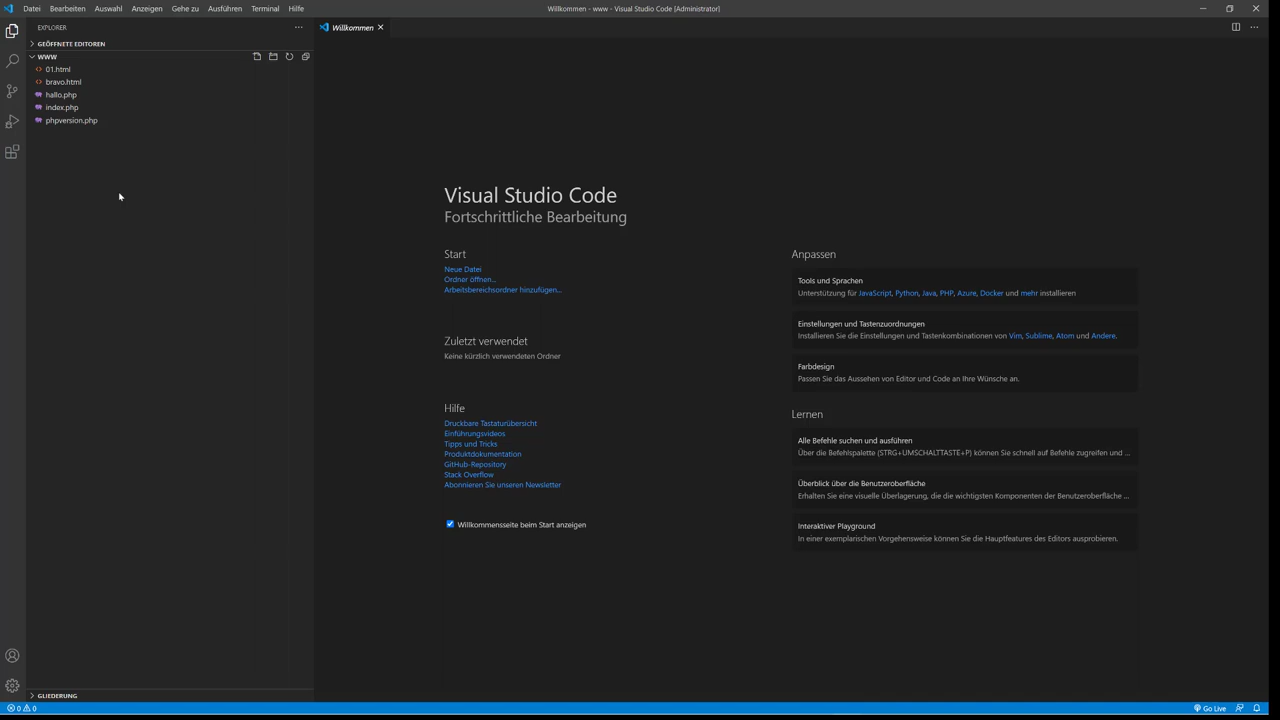 Datei Bearbeiten Auswahl Anzeigen Gehe zu Ausführen Terminal Hilfe
Willkommen - www - Visual Studio Code [Administrator]
EXPLORER
Willkommen
GEÖFFNETE EDITOREN
WWW
01.html
bravo.html
hallo.php
index.php
phpversion.php
Visual Studio Code
Fortschrittliche Bearbeitung
Start
Neue Datei
Ordner öffnen...
Arbeitsbereichsordner hinzufügen...
Zuletzt verwendet
Keine kürzlich verwendeten Ordner
Hilfe
Druckbare Tastaturübersicht
Einführungsvideos
Tipps und Tricks
Produktdokumentation
GitHub-Repository
Stack Overflow
Abonnieren Sie unseren Newsletter
Willkommensseite beim Start anzeigen
Anpassen
Tools und Sprachen
Unterstützung für JavaScript, Python, Java, PHP, Azure, Docker und mehr installieren
Einstellungen und Tastenzuordnungen
Installieren Sie die Einstellungen und Tastenkombinationen von Vim, Sublime, Atom und Andere.
Farbdesign
Passen Sie das Aussehen von Editor und Code an Ihre Wünsche an.
Lernen
Alle Befehle suchen und ausführen
Über die Befehlspalette (STRG+UMSCHALTTASTE+P) können Sie schnell auf Befehle zugreifen und ...
Überblick über die Benutzeroberfläche
Erhalten Sie eine visuelle Überlagerung, die die wichtigsten Komponenten der Benutzeroberfläche ...
Interaktiver Playground
In einer exemplarischen Vorgehensweise können Sie die Hauptfeatures des Editors ausprobieren.
GLIEDERUNG
0 0
Go Live